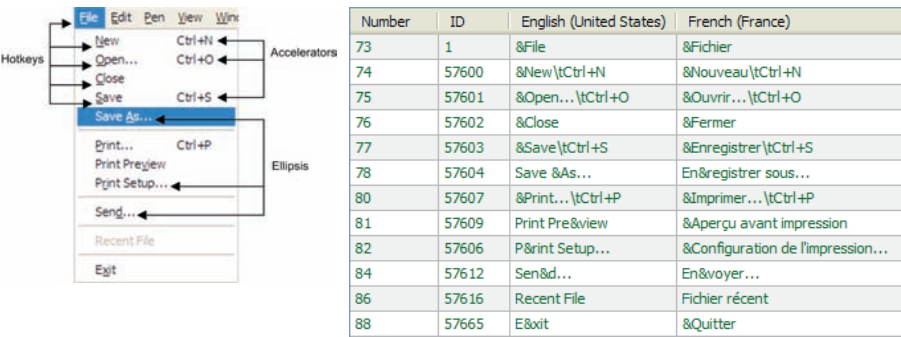 File Edit Pen View Wind
New Ctrl+N
Open... Ctrl+O
Close
Save Ctrl+S
Save As...
Print... Ctrl+P
Print Preview
Print Setup...
Send...
Recent File
Exit
Hotkeys
Accelerators
Ellipsis
Number ID English (United States) French (France)
73 1 &File &Fichier
74 57600 &New\tCtrl+N &Nouveau\tCtrl+N
75 57601 &Open...\tCtrl+O &Ouvrir...\tCtrl+O
76 57602 &Close &Fermer
77 57603 &Save\tCtrl+S &Enregistrer\tCtrl+S
78 57604 Save &As... En&registrer sous...
80 57607 &Print...\tCtrl+P &Imprimer...\tCtrl+P
81 57609 Print Pre&view &Aperçu avant impression
82 57606 P&rint Setup... &Configuration de l'impression...
84 57612 Sen&d... En&voyer...
86 57616 Recent File Fichier récent
88 57665 E&xit &Quitter